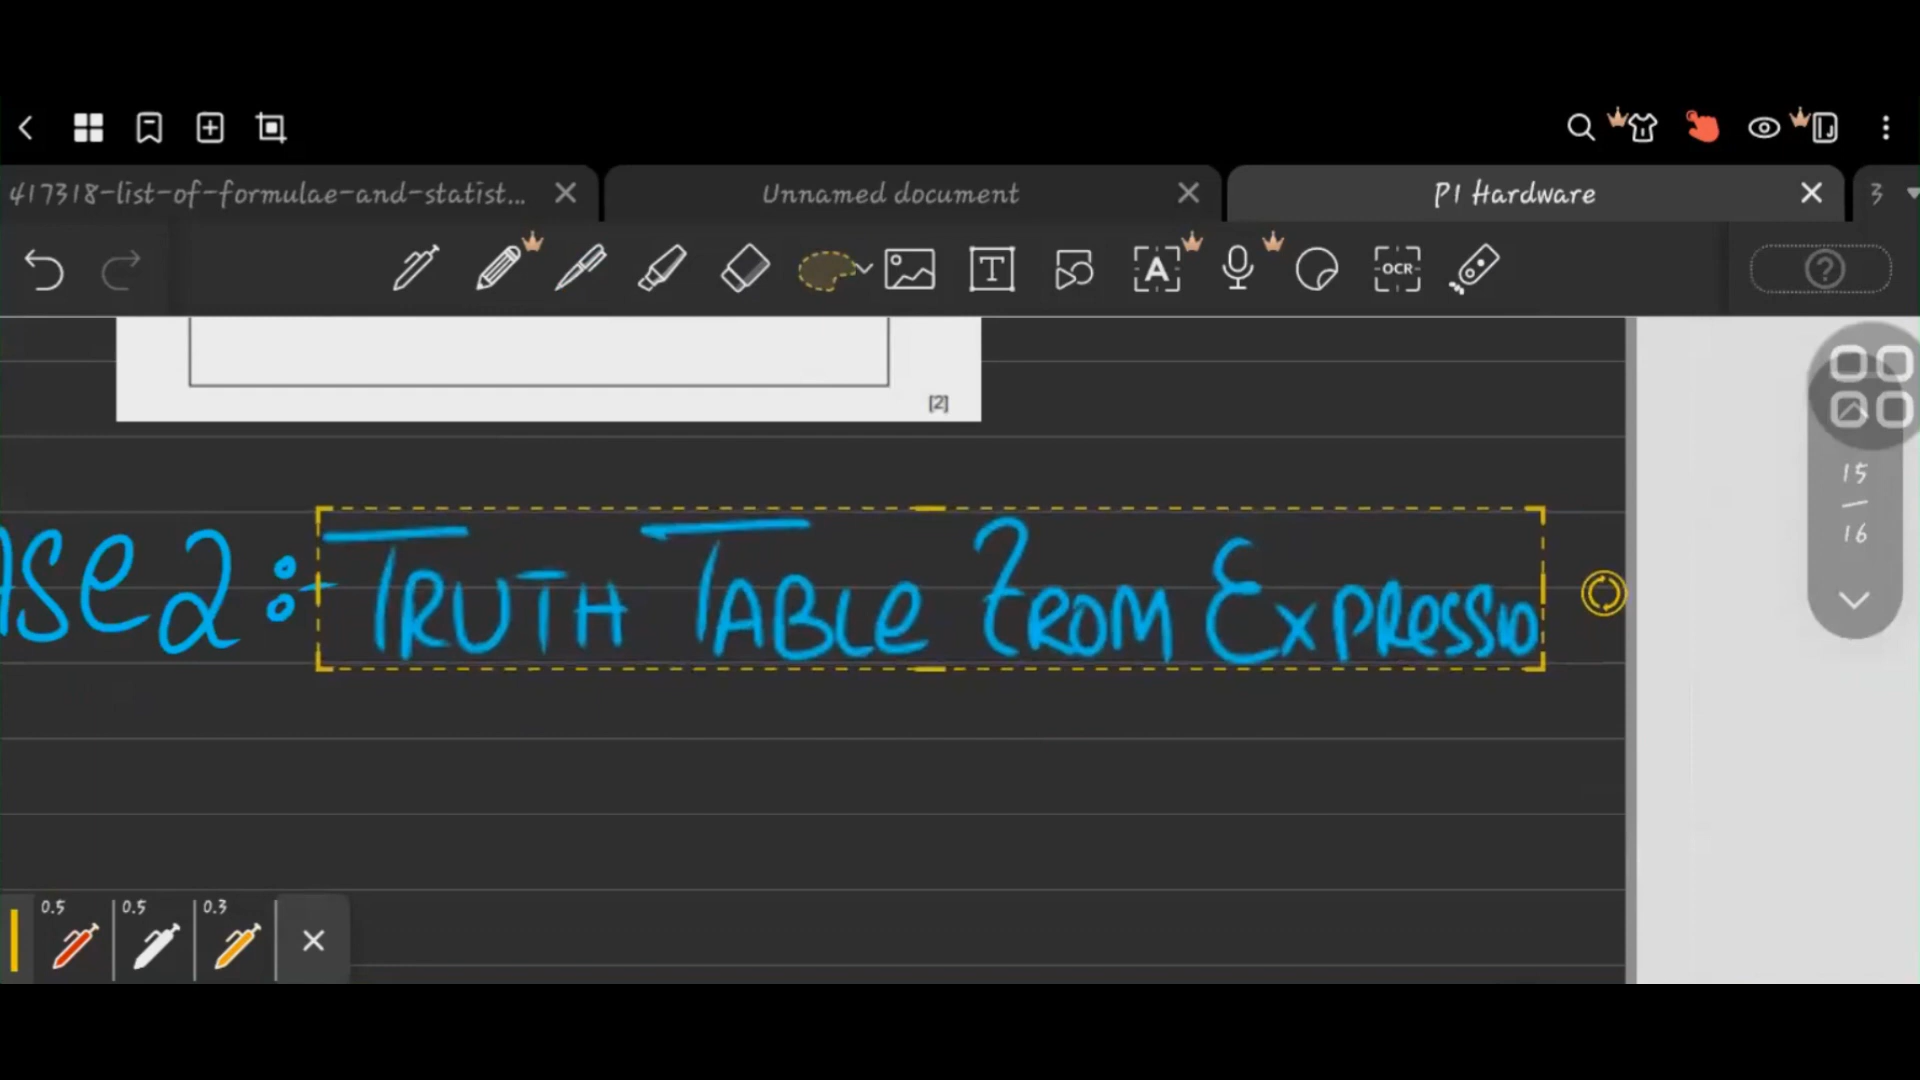 417318-list-of-formulae-and-statist...
Unnamed document
P1 Hardware
3
T
A
OCR
?
[2]
15
16
ASE2:- TRUTH TABLE FROM EXPRESSIO
0.5
0.5
0.3